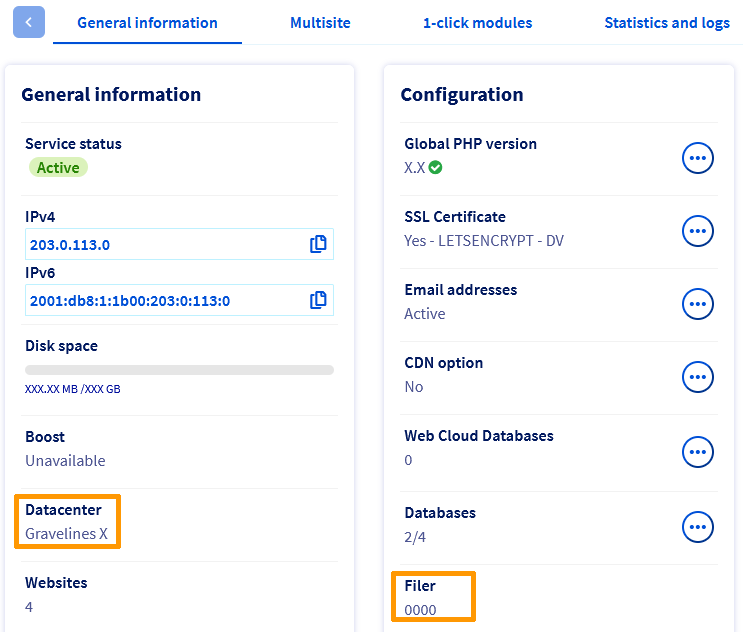 General information
Multisite
1-click modules
Statistics and logs
General information
Service status
Active
IPv4
203.0.113.0
IPv6
2001:db8:1:1b00:203:0:113:0
Disk space
XXX.XX MB /XXX GB
Boost
Unavailable
Datacenter
Gravelines X
Websites
4
Configuration
Global PHP version
X.X
SSL Certificate
Yes - LETSENCRYPT - DV
Email addresses
Active
CDN option
No
Web Cloud Databases
0
Databases
2/4
Filer
0000